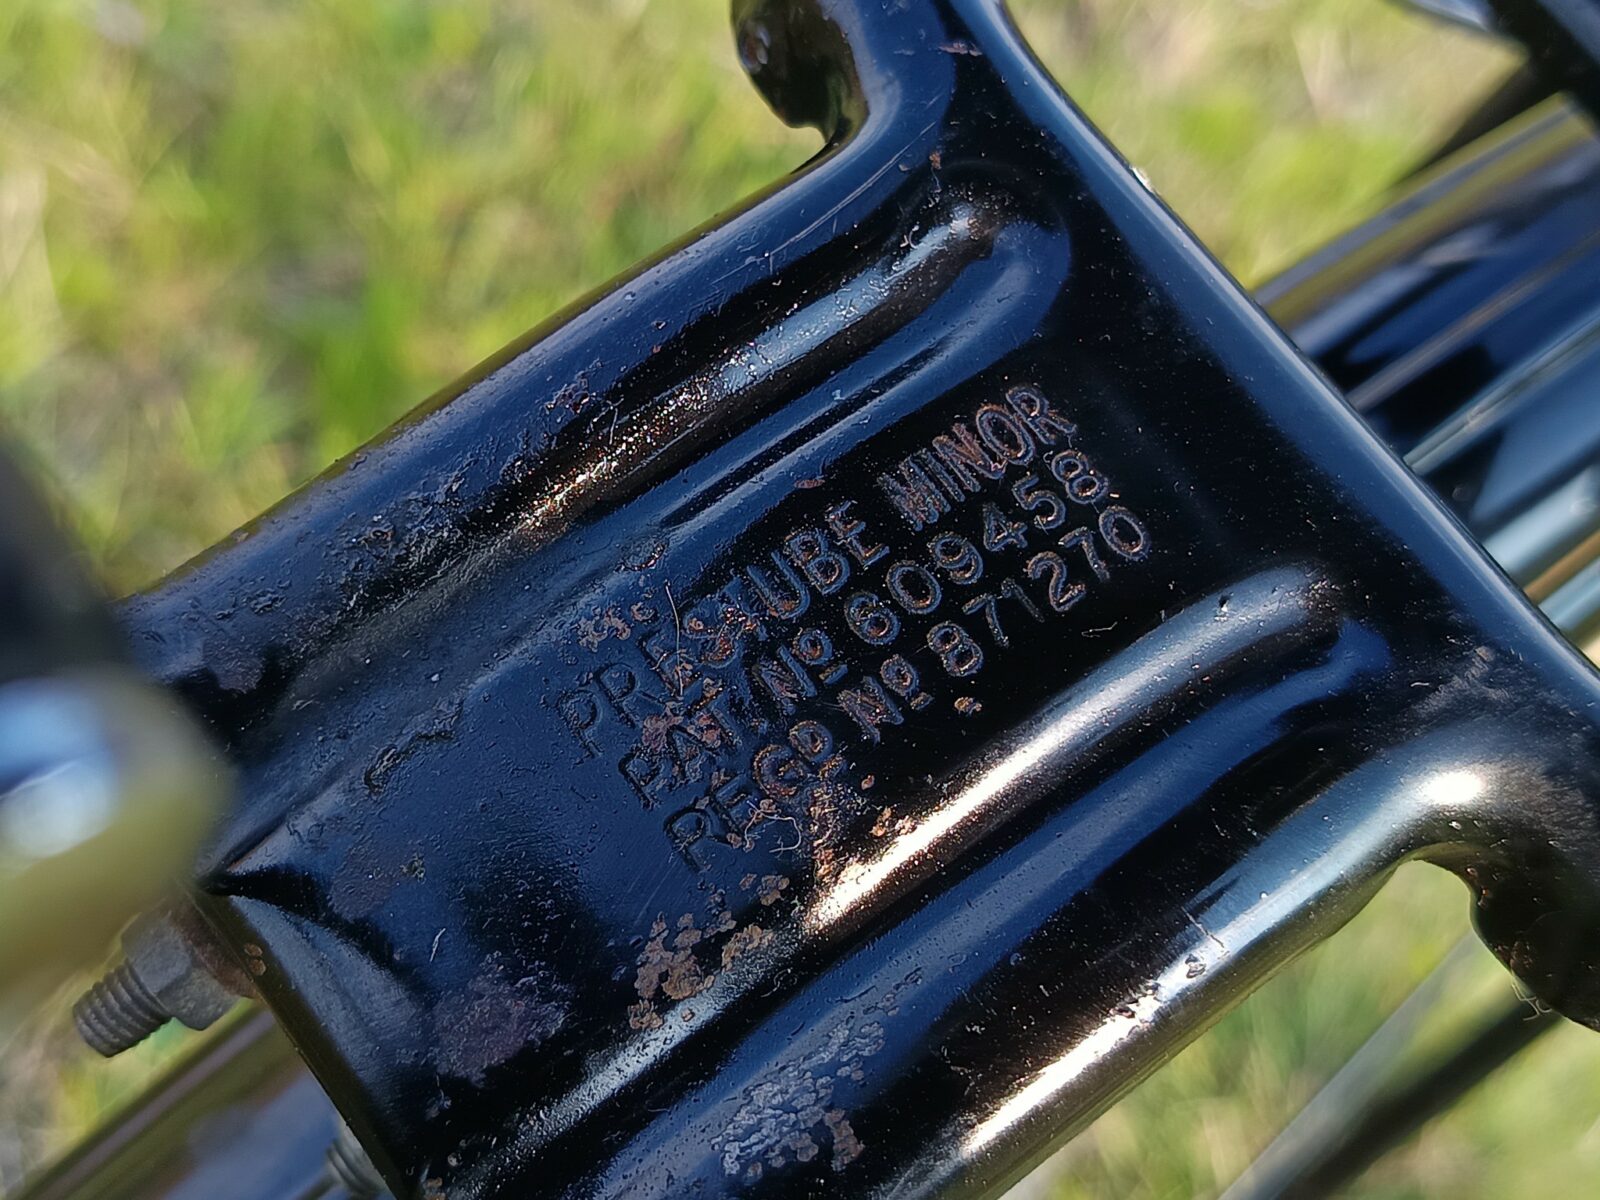 PRESTUBE MINOR
PAT. Nº 609458
REGD Nº 871270